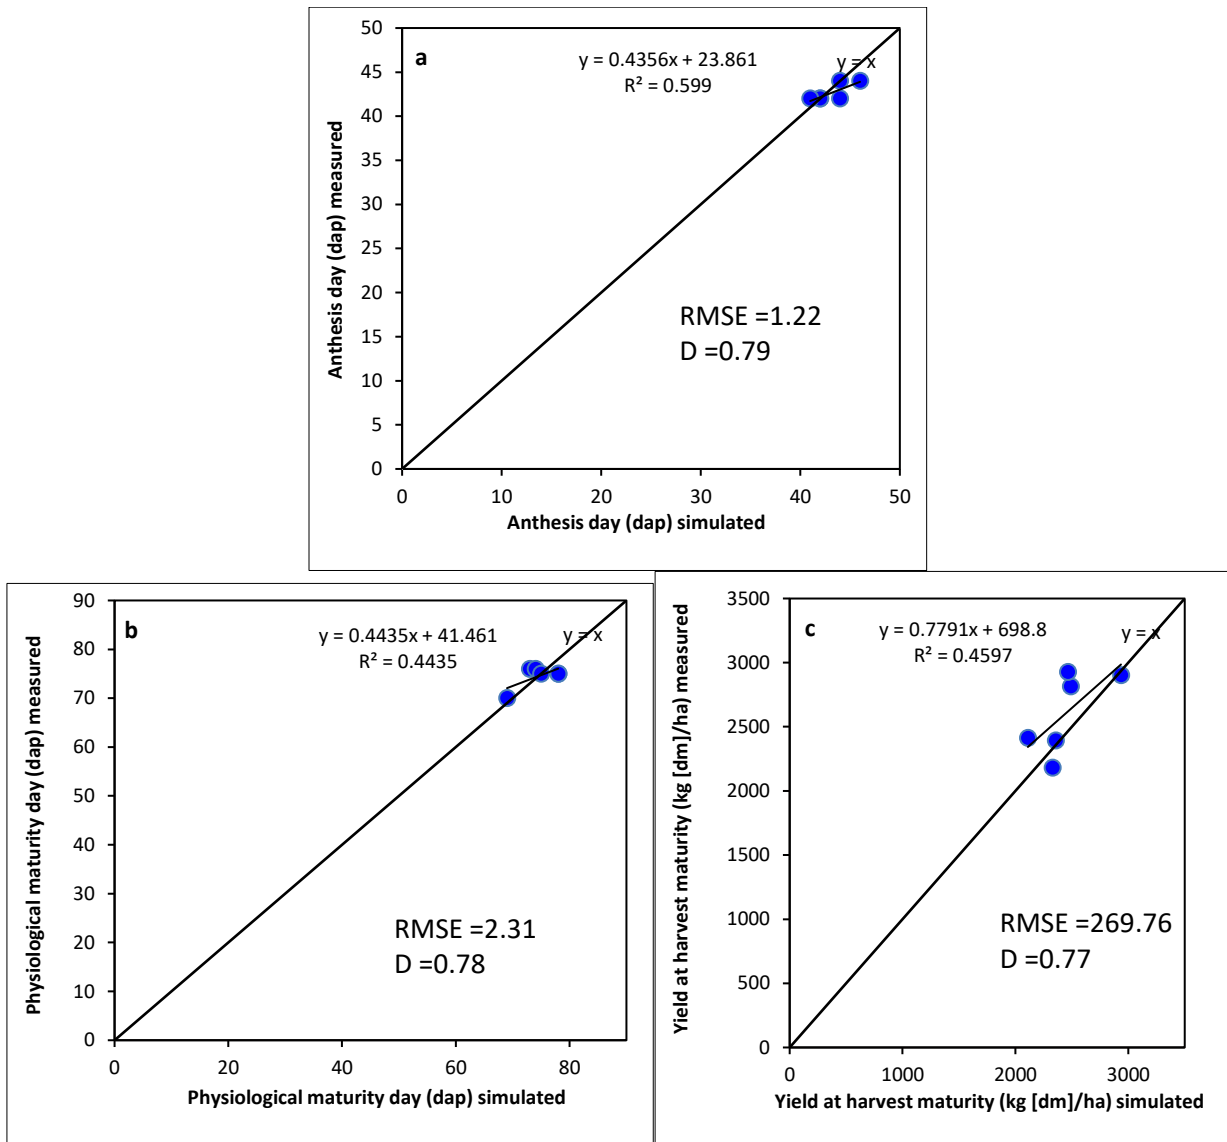 a
y = 0.4356x + 23.861
R² = 0.599
y = x
50
45
40
35
30
25
20
15
10
5
0
Anthesis day (dap) measured
RMSE =1.22
D =0.79
0 10 20 30 40 50
Anthesis day (dap) simulated
b
y = 0.4435x + 41.461
R² = 0.4435
y = x
90
80
70
60
50
40
30
20
10
0
Physiological maturity day (dap) measured
RMSE =2.31
D =0.78
0 20 40 60 80
Physiological maturity day (dap) simulated
c
y = 0.7791x + 698.8
R² = 0.4597
y = x
3500
3000
2500
2000
1500
1000
500
0
Yield at harvest maturity (kg [dm]/ha) measured
RMSE =269.76
D =0.77
0 1000 2000 3000
Yield at harvest maturity (kg [dm]/ha) simulated